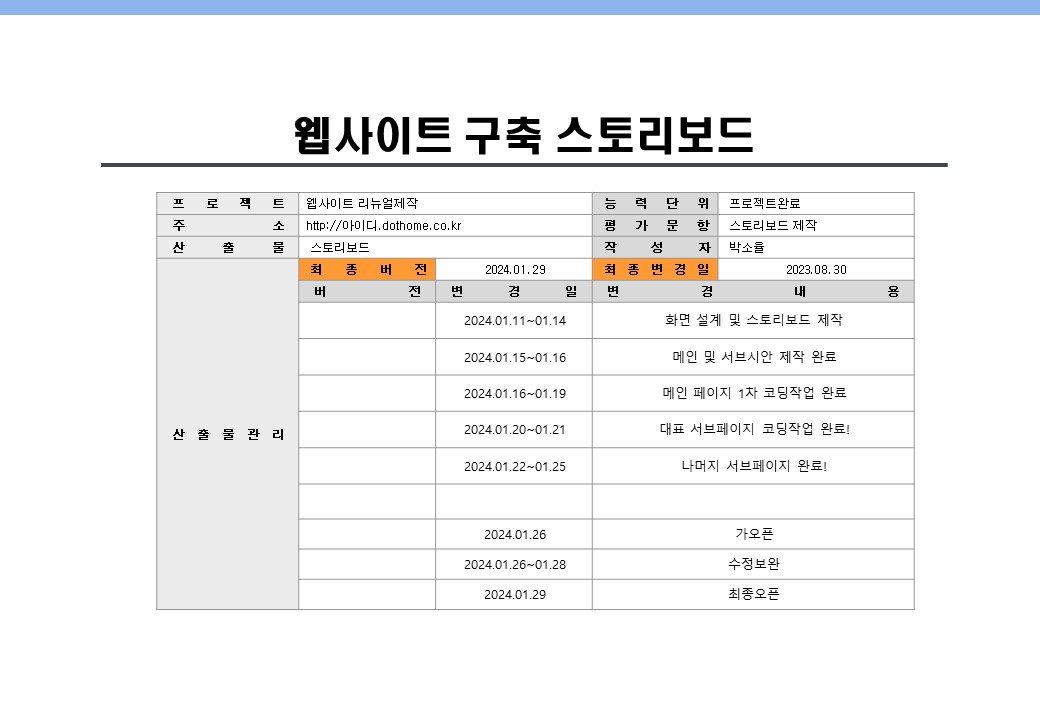 웹사이트 구축 스토리보드
프로젝트 웹사이트 리뉴얼제작 능력단위 프로젝트완료
주소 http://아이디.dothome.co.kr 평가문항 스토리보드 제작
산출물 스토리보드 작성자 박소율
최종버전 2024.01.29 최종변경일 2023.08.30
버전 변경일 변경내용
2024.01.11~01.14 화면 설계 및 스토리보드 제작
2024.01.15~01.16 메인 및 서브시안 제작 완료
2024.01.16~01.19 메인 페이지 1차 코딩작업 완료
2024.01.20~01.21 대표 서브페이지 코딩작업 완료!
산출물관리
2024.01.22~01.25 나머지 서브페이지 완료!
2024.01.26 가오픈
2024.01.26~01.28 수정보완
2024.01.29 최종오픈